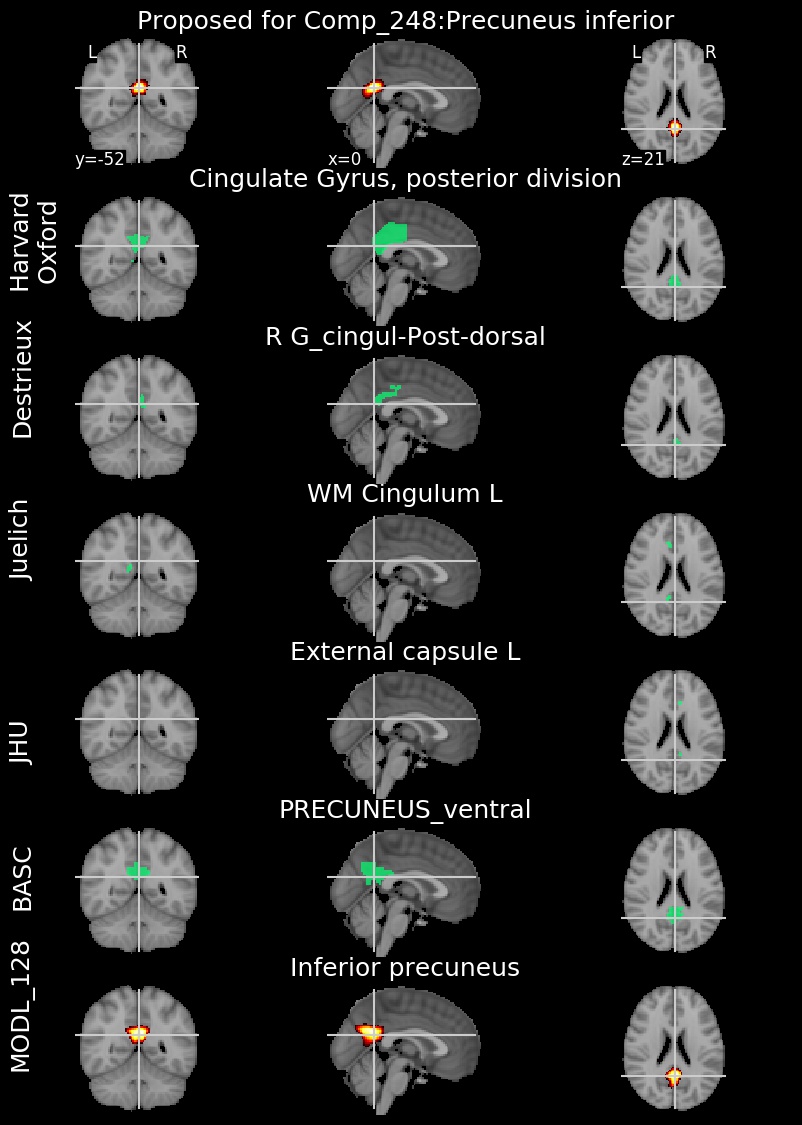 Proposed for Comp_248:Precuneus inferior
L R
L R
y=-52
x=0
z=21
Cingulate Gyrus, posterior division
Harvard
Oxford
R G_cingul-Post-dorsal
Destrieux
WM Cingulum L
Juelich
External capsule L
JHU
PRECUNEUS_ventral
BASC
Inferior precuneus
MODL_128